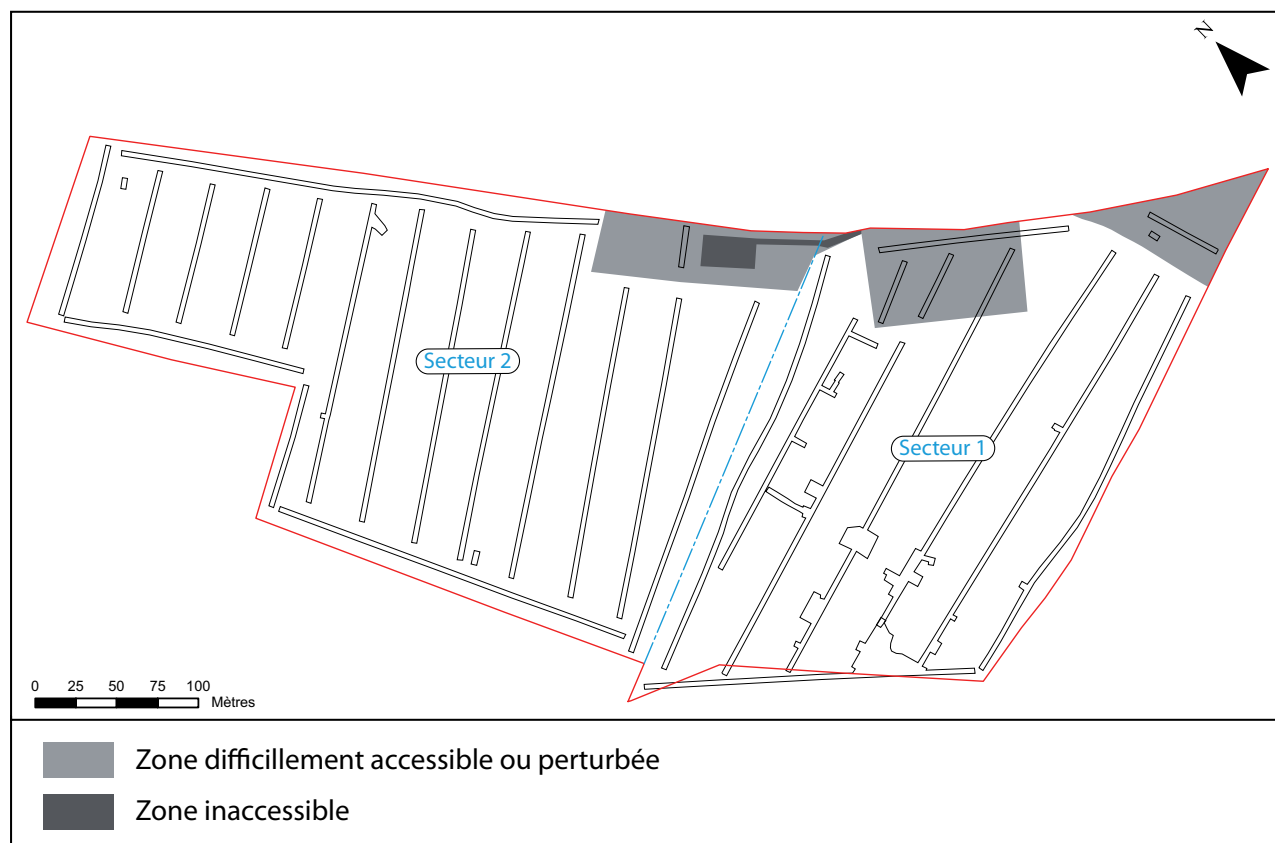 N
Secteur 2
Secteur 1
0 25 50 75 100
Mètres
Zone difficillement accessible ou perturbée
Zone inaccessible